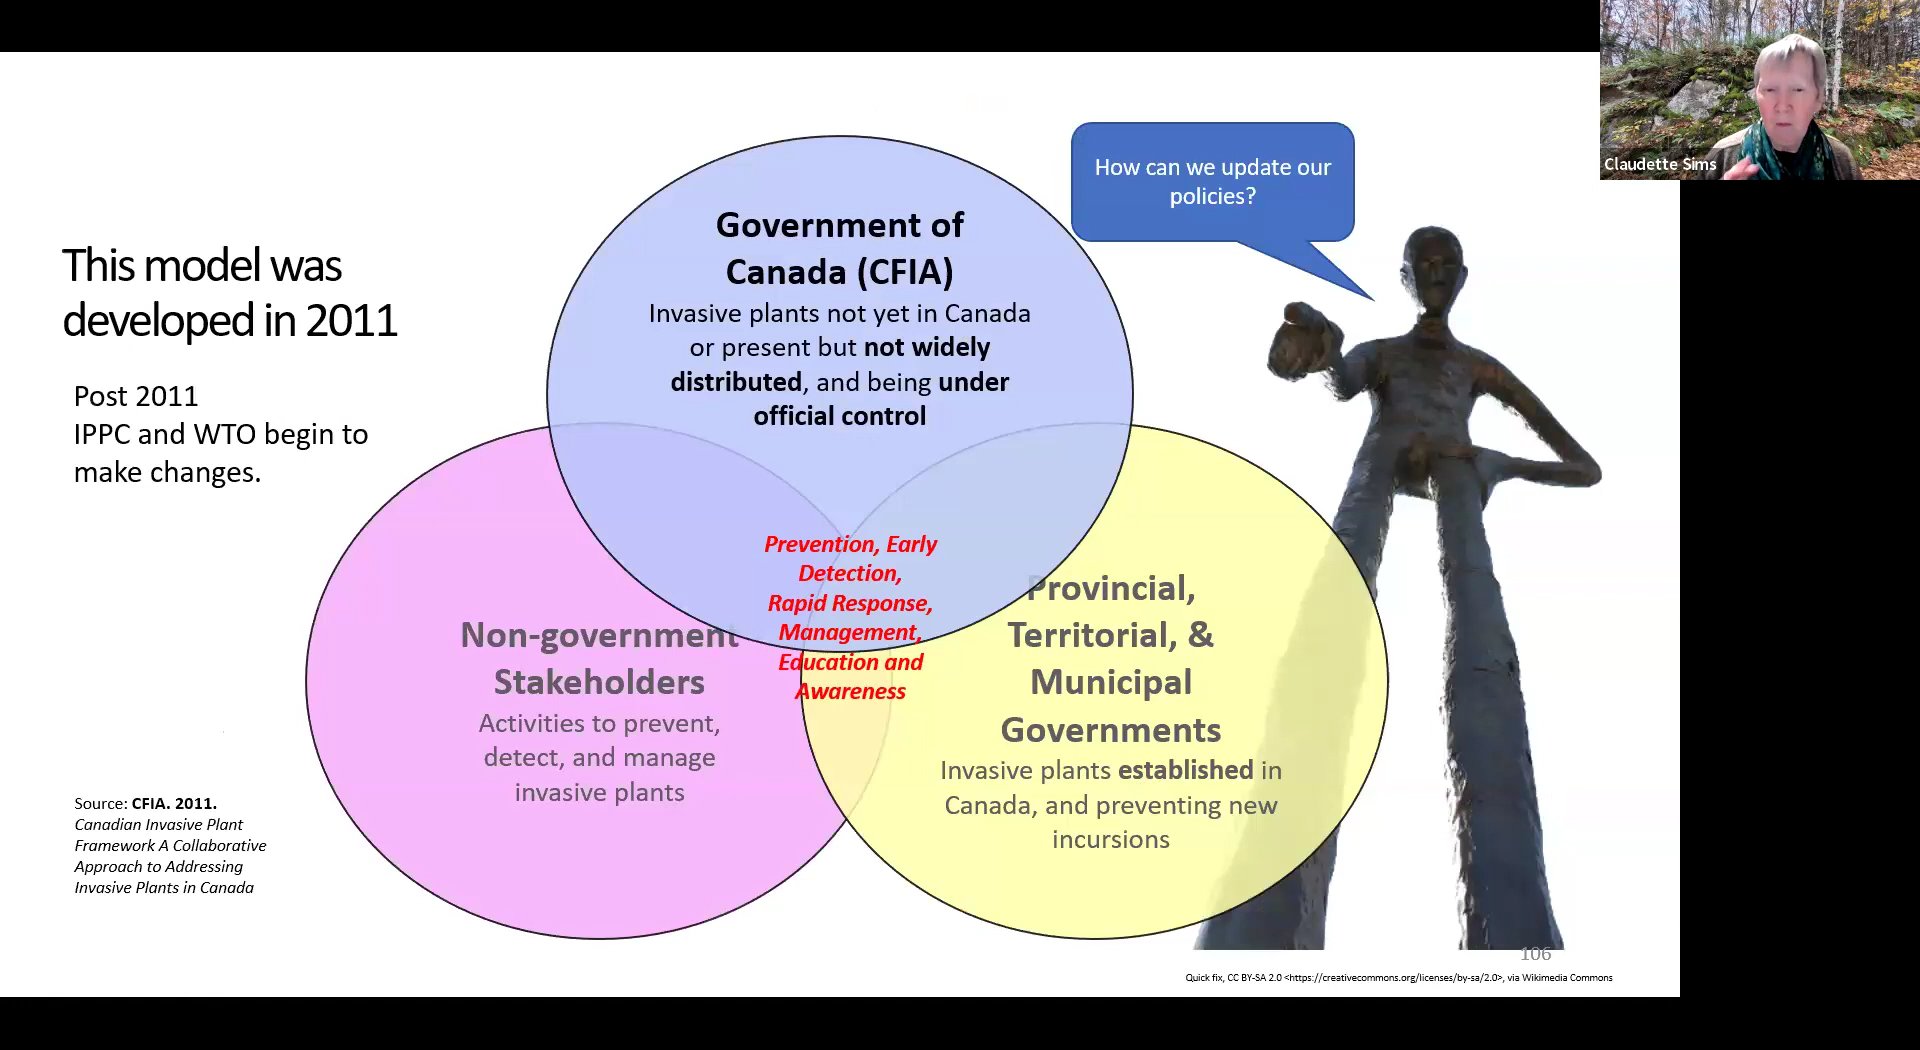 This model was
developed in 2011
Post 2011
IPPC and WTO begin to
make changes.
Source: CFIA. 2011.
Canadian Invasive Plant
Framework A Collaborative
Approach to Addressing
Invasive Plants in Canada
Government of
Canada (CFIA)
Invasive plants not yet in Canada
or present but not widely
distributed, and being under
official control
How can we update our
policies?
Prevention, Early
Detection,
Rapid Response,
Management,
Education and
Awareness
Non-government
Stakeholders
Activities to prevent,
detect, and manage
invasive plants
Provincial,
Territorial, &
Municipal
Governments
Invasive plants established in
Canada, and preventing new
incursions
106
Quick fix, CC BY-SA 2.0 <https://creativecommons.org/licenses/by-sa/2.0>, via Wikimedia Commons
Claudette Sims